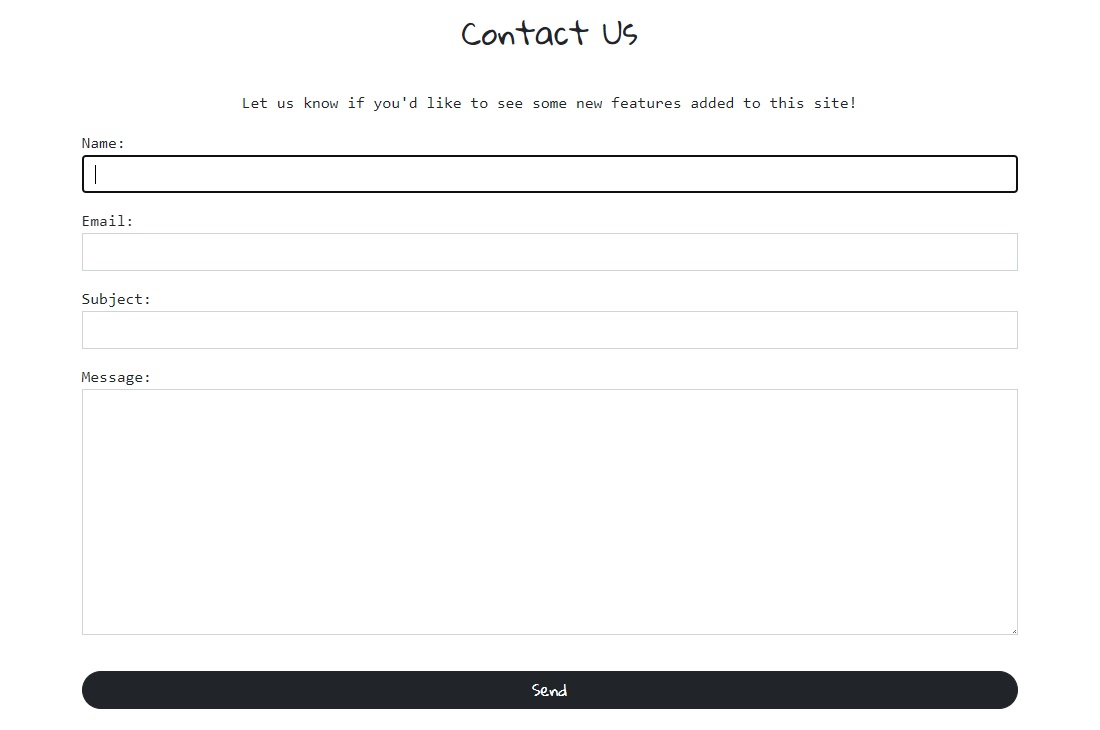 Contact Us
Let us know if you'd like to see some new features added to this site!
Name:
Email:
Subject:
Message:
Send